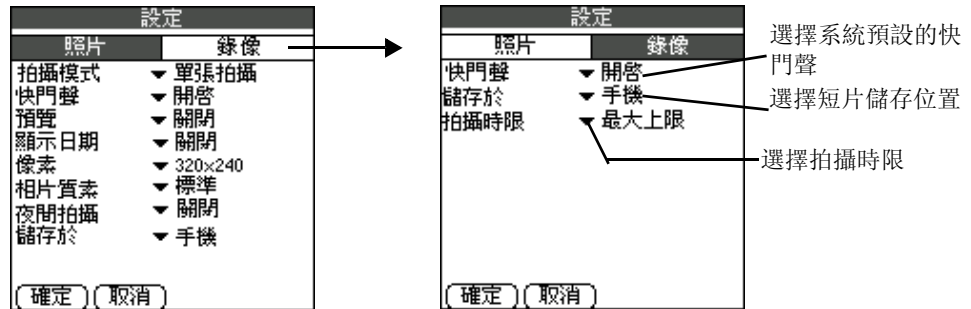 設定
照片 錄像
拍攝模式 單張拍攝
快門聲 開啓
預覽 關閉
顯示日期 關閉
像素 320x240
相片質素 標準
夜間拍攝 關閉
儲存於 手機
確定 取消
設定
照片 錄像
快門聲 開啓
儲存於 手機
拍攝時限 最大上限
確定 取消
選擇系統預設的快
門聲
選擇短片儲存位置
選擇拍攝時限